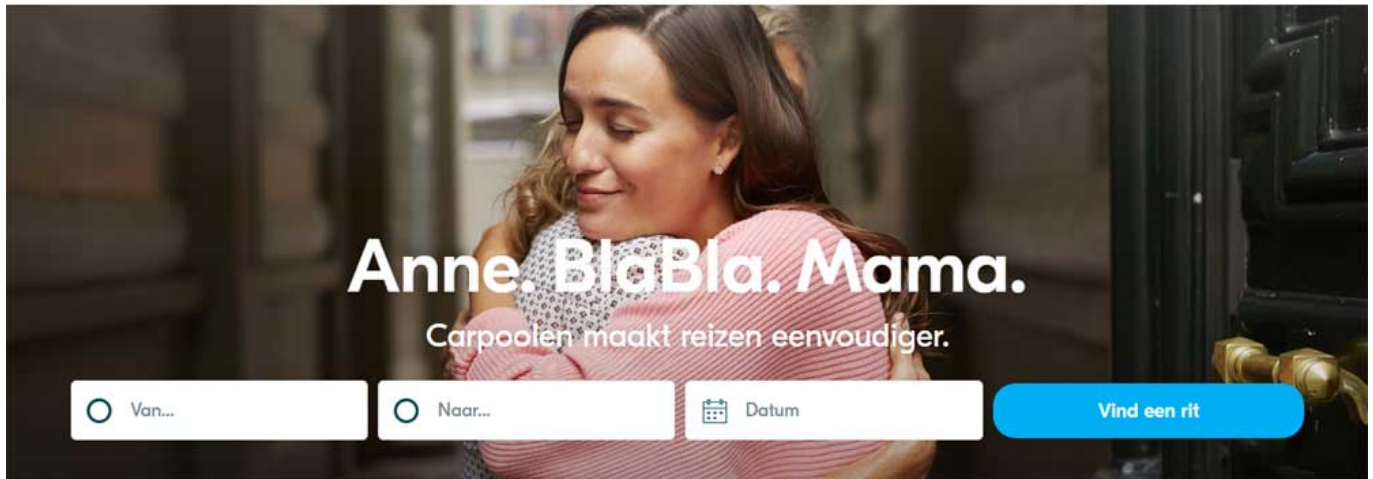 Anne. BlaBla. Mama.
Carpoolen maakt reizen eenvoudiger.
Van... Naar... Datum Vind een rit